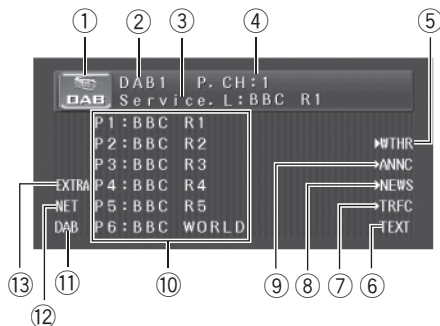 ① ② ③ ④ ⑤
DAB
DAB1 P.CH:1
Service.L:BBC R1
P1:BBC R1
P2:BBC R2 WTHR
P3:BBC R3 ANNC
EXTRA P4:BBC R4 NEWS
NET P5:BBC R5 TRFC
DAB P6:BBC WORLD TEXT
⑬ ⑫ ⑪ ⑩ ⑨ ⑧ ⑦ ⑥